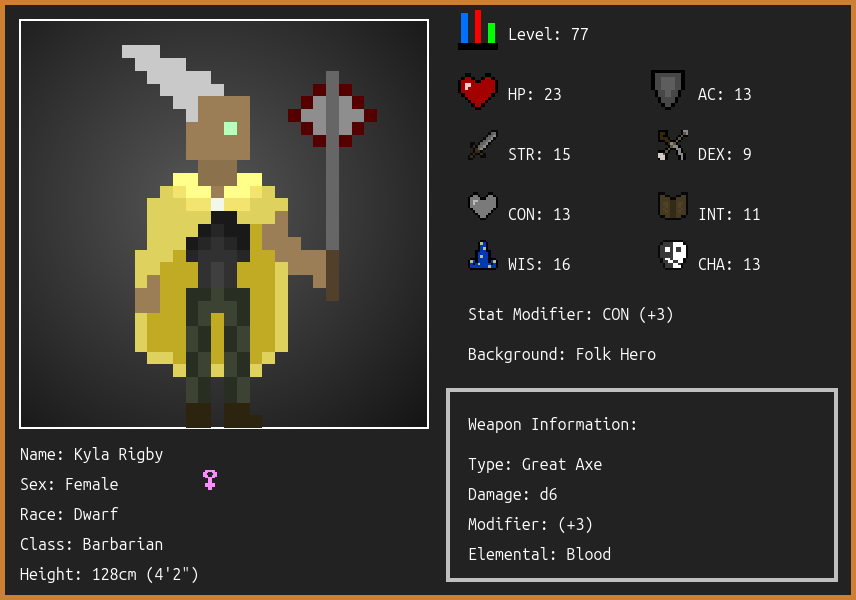 Level: 77
HP: 23
AC: 13
STR: 15
DEX: 9
CON: 13
INT: 11
WIS: 16
CHA: 13
Stat Modifier: CON (+3)
Background: Folk Hero
Weapon Information:
Type: Great Axe
Damage: d6
Modifier: (+3)
Elemental: Blood
Name: Kyla Rigby
Sex: Female
Race: Dwarf
Class: Barbarian
Height: 128cm (4'2")